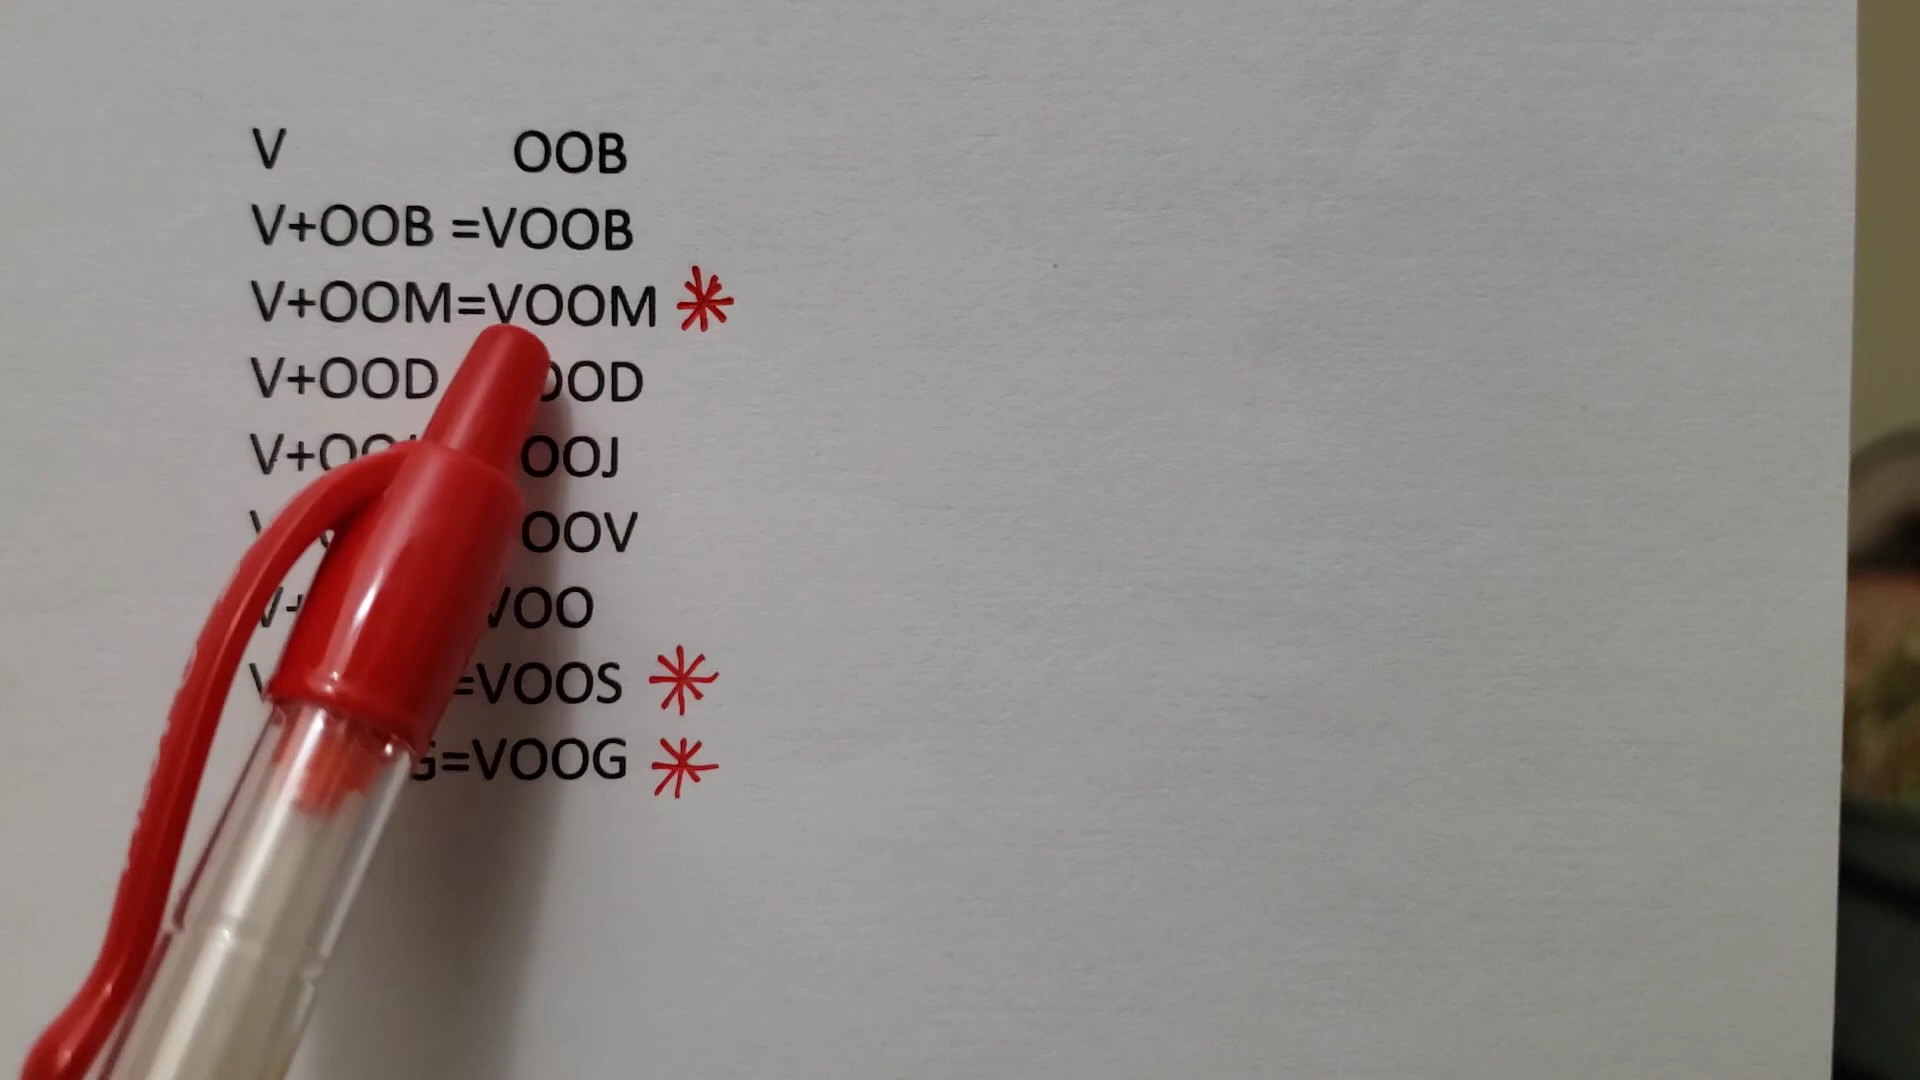 V OOB
V+OOB =VOOB
V+OOM=VOOM *
V+OOD OOD
OOJ
OOV
VOO
=VOOS *
G=VOOG *